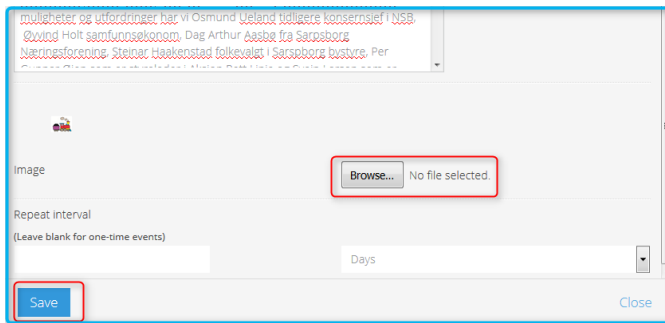 muligheter og utfordringer har vi Osmund Ueland tidligere konsernsjef i NSB,
Øyvind Holt samfunnsøkonom, Dag Arthur Aasbø fra Sarpsborg
Næringsforening, Steinar Haakenstad folkevalgt i Sarspborg bystyre, Per
Image
Browse... No file selected.
Repeat interval
(Leave blank for one-time events)
Days
Save
Close